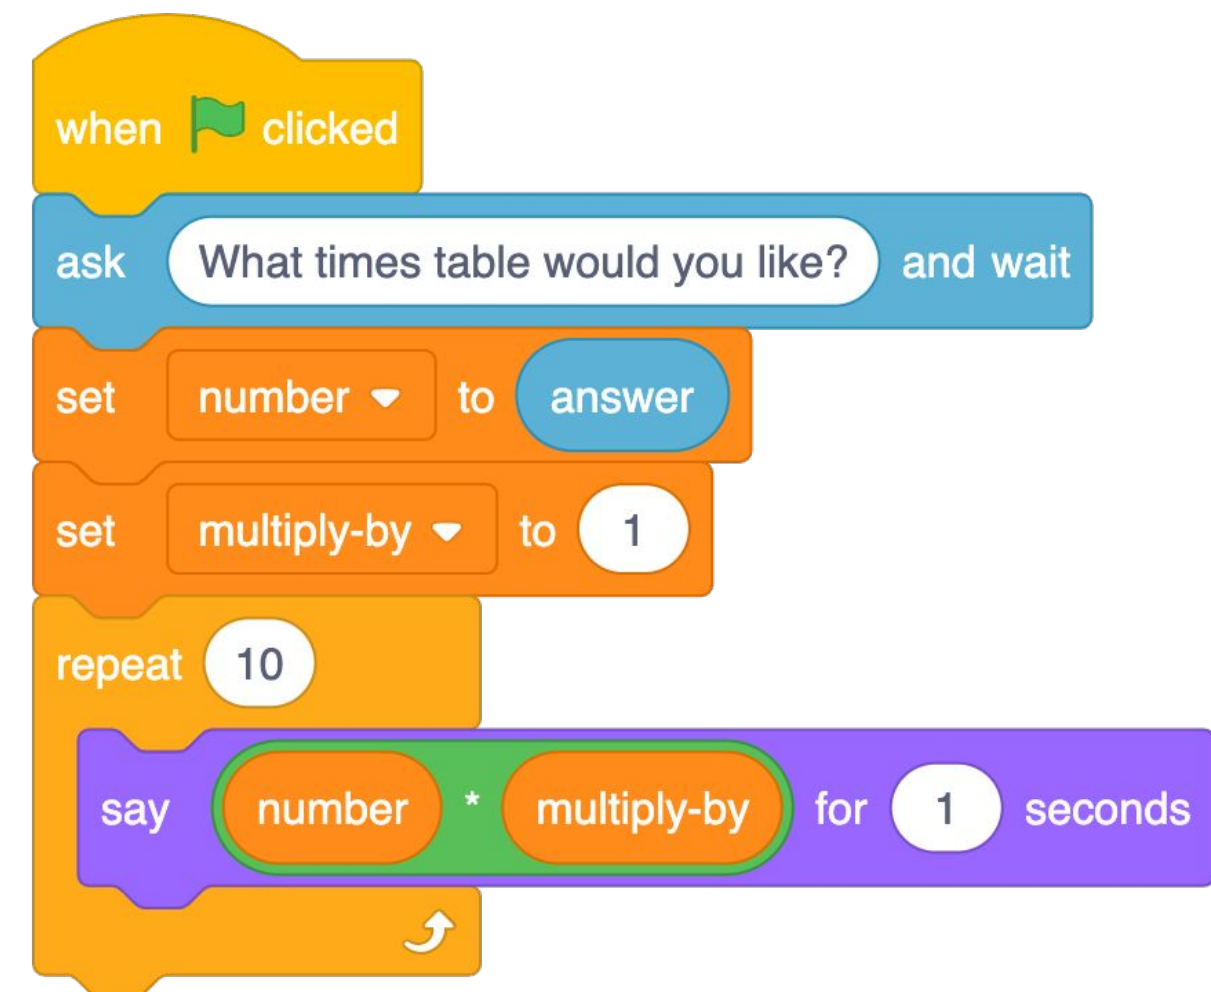 when clicked
ask What times table would you like? and wait
set number to answer
set multiply-by to 1
repeat 10
say number * multiply-by for 1 seconds